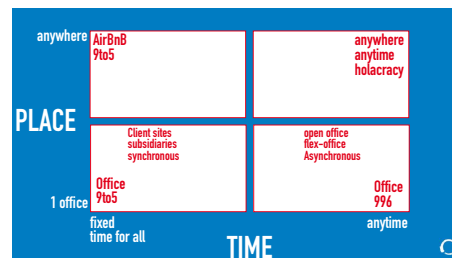 anywhere
AirBnB
9to5
anywhere
anytime
holacracy
PLACE
Client sites
subsidiaries
synchronous
open office
flex-office
Asynchronous
Office
9to5
Office
996
1 office
fixed
time for all
anytime
TIME